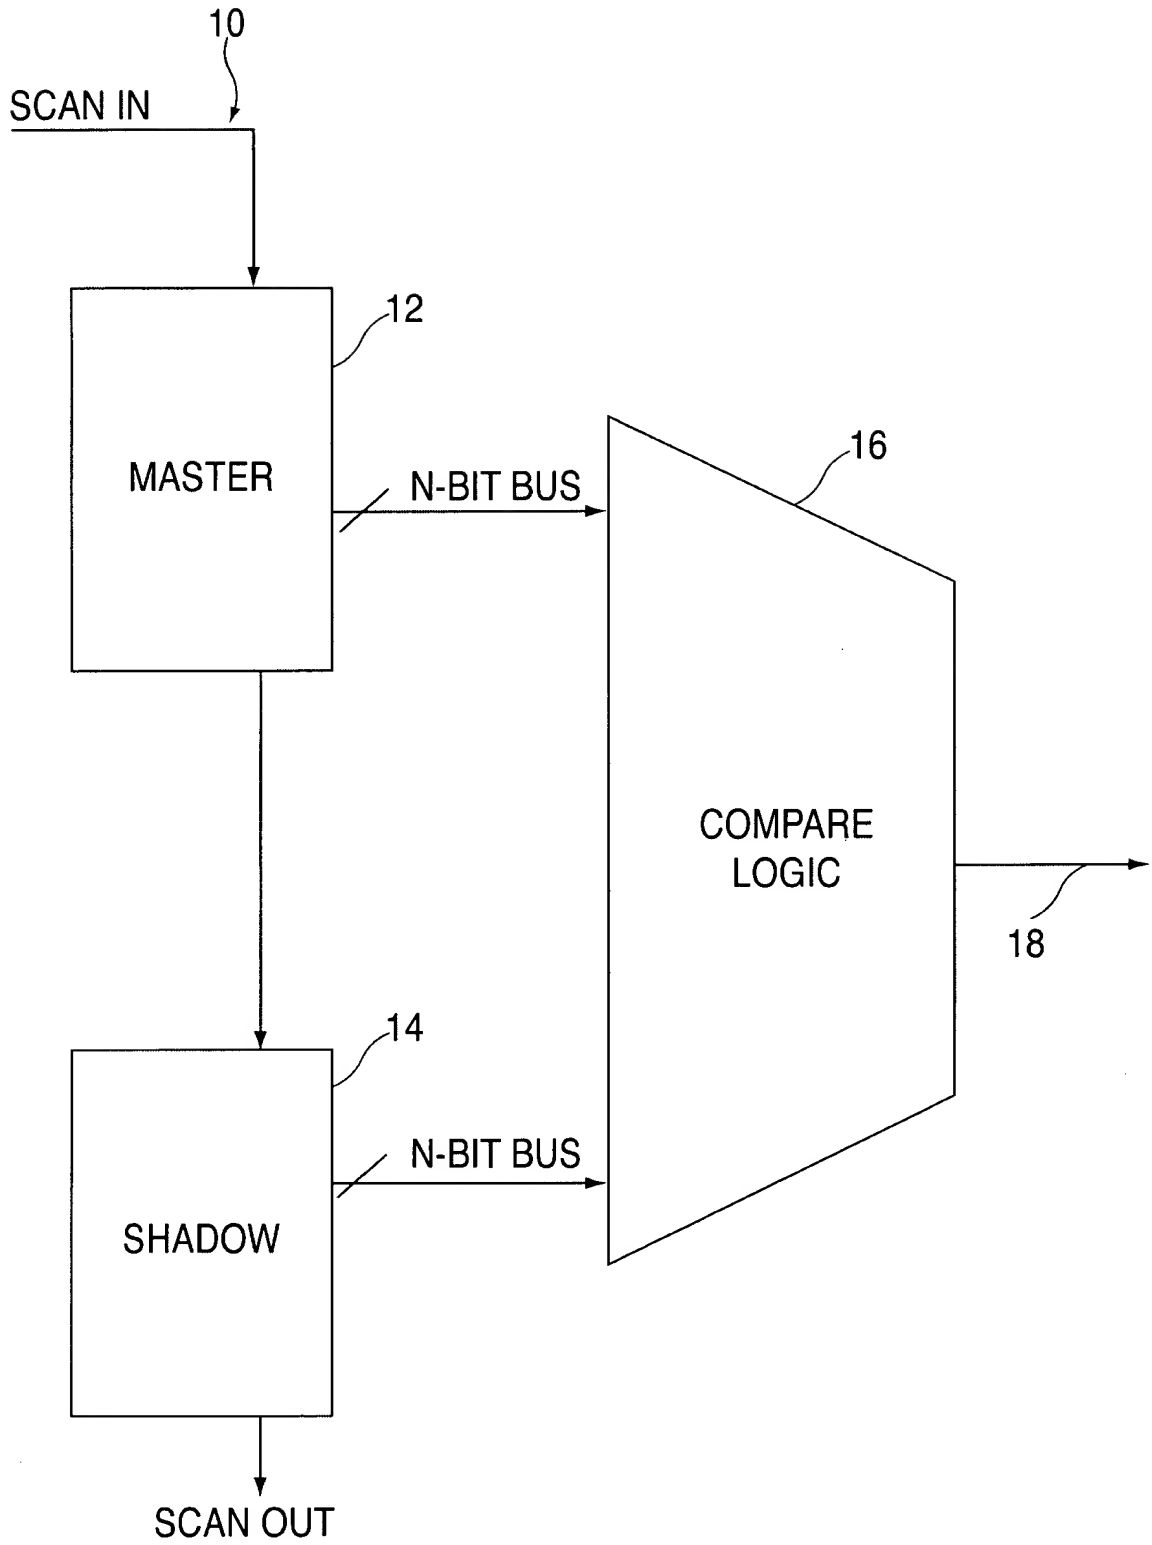 10
SCAN IN
12
MASTER
N-BIT BUS
16
COMPARE
LOGIC
18
14
N-BIT BUS
SHADOW
SCAN OUT